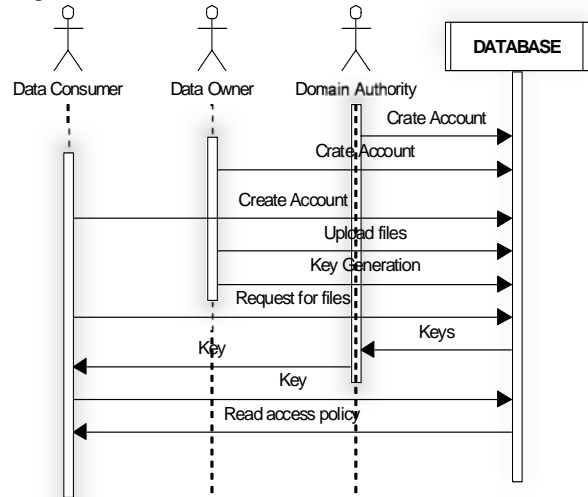 DATABASE
Data Consumer
Data Owner
Domain Authority
Crate Account
Crate Account
Create Account
Upload files
Key Generation
Request for files
Keys
Key
Key
Read access policy